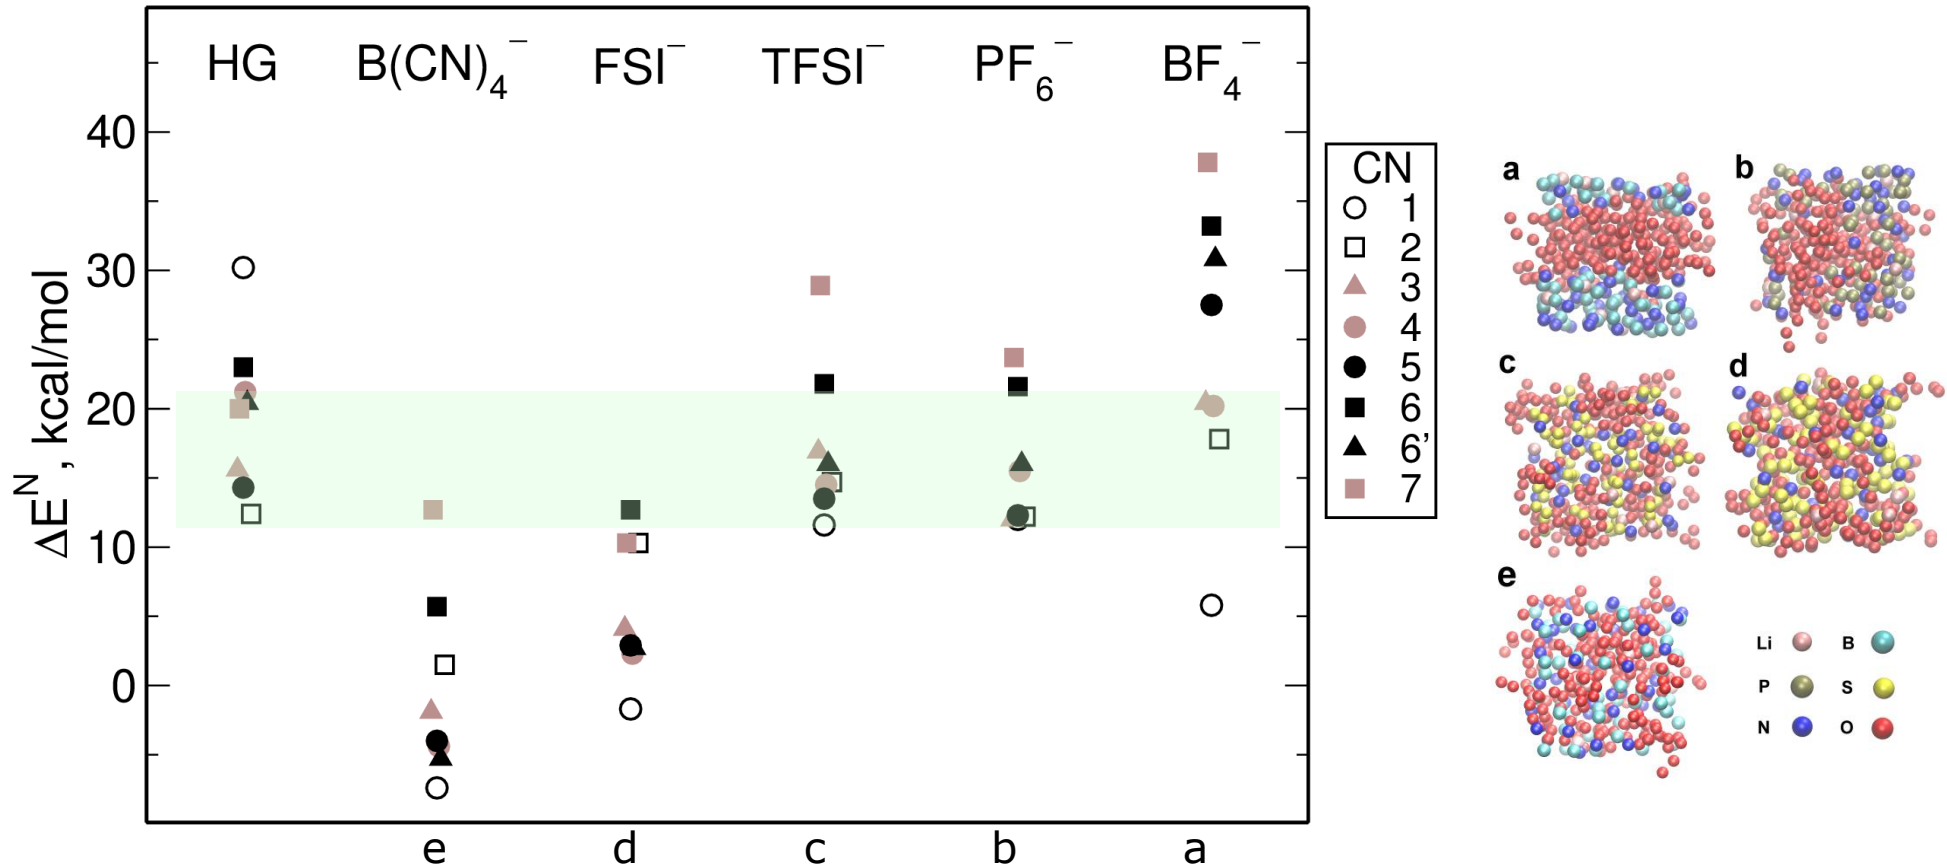 HG B(CN)₄⁻ FSI⁻ TFSI⁻ PF₆⁻ BF₄⁻
40
30
20
10
0
ΔEᴺ, kcal/mol
e d c b a
CN
1
2
3
4
5
6
6’
7
a b
c d
e
Li B
P S
N O